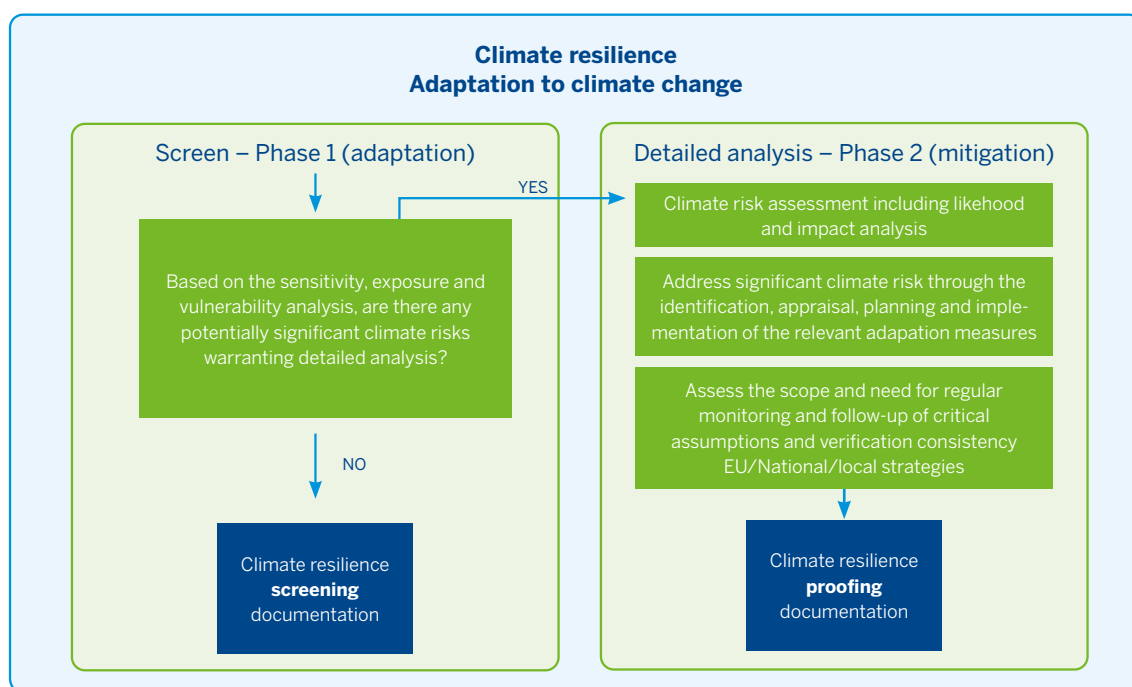 Climate resilience
Adaptation to climate change
Screen – Phase 1 (adaptation)
Based on the sensitivity, exposure and
vulnerability analysis, are there any
potentially significant climate risks
warranting detailed analysis?
YES
NO
Climate resilience
screening
documentation
Detailed analysis – Phase 2 (mitigation)
Climate risk assessment including likehood
and impact analysis
Address significant climate risk through the
identification, appraisal, planning and imple-
mentation of the relevant adapation measures
Assess the scope and need for regular
monitoring and follow-up of critical
assumptions and verification consistency
EU/National/local strategies
Climate resilience
proofing
documentation